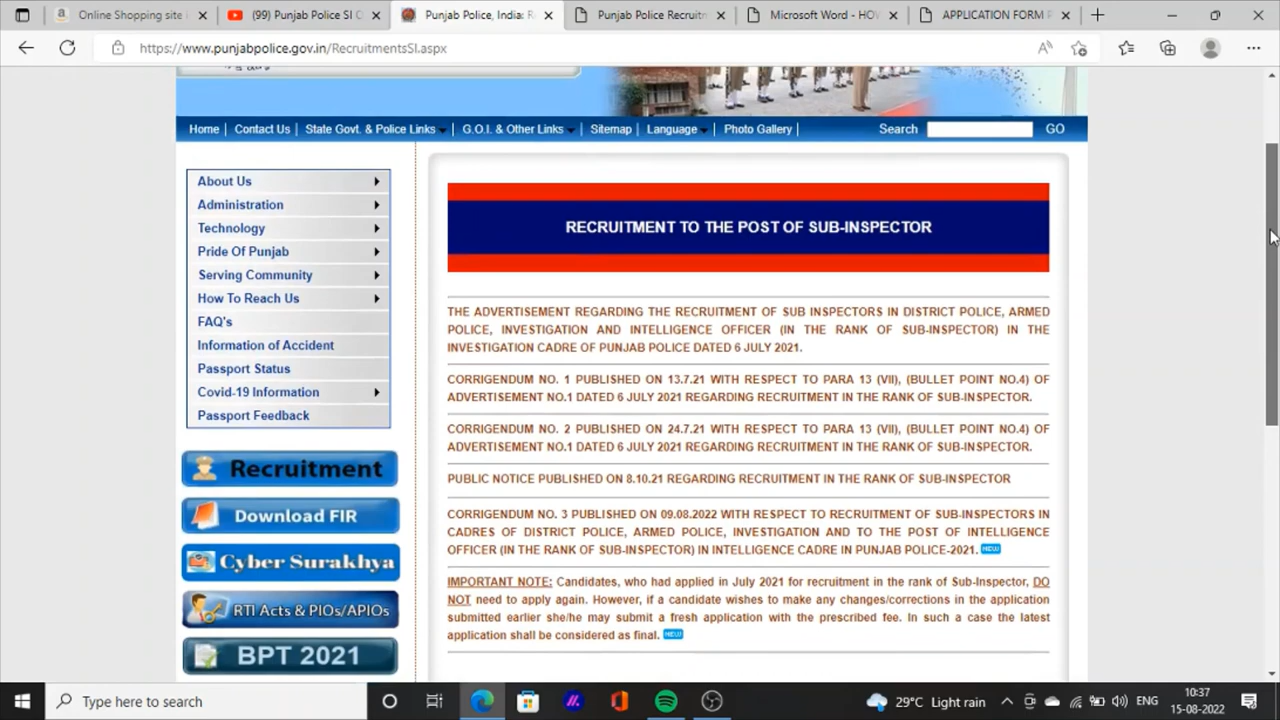 Online Shopping site
(99) Punjab Police SI C
Punjab Police, India: R
Punjab Police Recruitm
Microsoft Word - HOW
APPLICATION FORM F
https://www.punjabpolice.gov.in/RecruitmentsSI.aspx
Home | Contact Us | State Govt. & Police Links | G.O.I. & Other Links | Sitemap | Language | Photo Gallery |
Search GO
About Us
Administration
Technology
Pride Of Punjab
Serving Community
How To Reach Us
FAQ's
Information of Accident
Passport Status
Covid-19 Information
Passport Feedback
Recruitment
Download FIR
Cyber Surakhya
RTI Acts & PIOs/APIOs
BPT 2021
RECRUITMENT TO THE POST OF SUB-INSPECTOR
THE ADVERTISEMENT REGARDING THE RECRUITMENT OF SUB INSPECTORS IN DISTRICT POLICE, ARMED
POLICE, INVESTIGATION AND INTELLIGENCE OFFICER (IN THE RANK OF SUB-INSPECTOR) IN THE
INVESTIGATION CADRE OF PUNJAB POLICE DATED 6 JULY 2021.
CORRIGENDUM NO. 1 PUBLISHED ON 13.7.21 WITH RESPECT TO PARA 13 (VII), (BULLET POINT NO.4) OF
ADVERTISEMENT NO.1 DATED 6 JULY 2021 REGARDING RECRUITMENT IN THE RANK OF SUB-INSPECTOR.
CORRIGENDUM NO. 2 PUBLISHED ON 24.7.21 WITH RESPECT TO PARA 13 (VII), (BULLET POINT NO.4) OF
ADVERTISEMENT NO.1 DATED 6 JULY 2021 REGARDING RECRUITMENT IN THE RANK OF SUB-INSPECTOR.
PUBLIC NOTICE PUBLISHED ON 8.10.21 REGARDING RECRUITMENT IN THE RANK OF SUB-INSPECTOR
CORRIGENDUM NO. 3 PUBLISHED ON 09.08.2022 WITH RESPECT TO RECRUITMENT OF SUB-INSPECTORS IN
CADRES OF DISTRICT POLICE, ARMED POLICE, INVESTIGATION AND TO THE POST OF INTELLIGENCE
OFFICER (IN THE RANK OF SUB-INSPECTOR) IN INTELLIGENCE CADRE IN PUNJAB POLICE-2021. NEW
IMPORTANT NOTE: Candidates, who had applied in July 2021 for recruitment in the rank of Sub-Inspector, DO
NOT need to apply again. However, if a candidate wishes to make any changes/corrections in the application
submitted earlier she/he may submit a fresh application with the prescribed fee. In such a case the latest
application shall be considered as final. NEW
Type here to search
29°C Light rain
ENG
10:37
15-08-2022